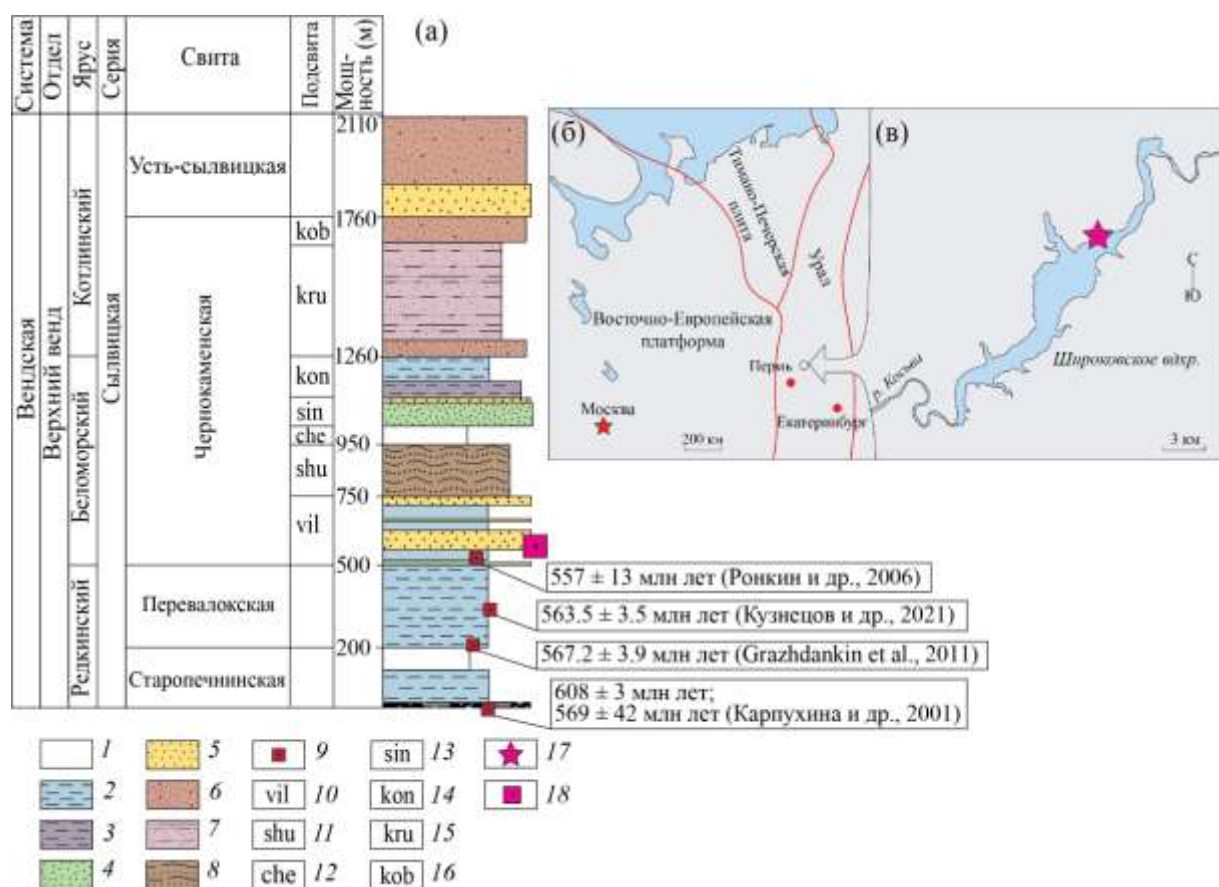 (а)
Система
Отдел
Ярус
Серия
Свита
Подсвита
Мощ-
ность (м)
Вендская
Верхний венд
Котлинский
Беломорский
Редкинский
Сылвицкая
Усть-сылвицкая
Чернокаменская
Перевалокская
Старопечнинская
kob
kru
kon
sin
che
shu
vil
2110
1760
1260
950
750
500
200
557 ± 13 млн лет (Ронкин и др., 2006)
563.5 ± 3.5 млн лет (Кузнецов и др., 2021)
567.2 ± 3.9 млн лет (Grazhdankin et al., 2011)
608 ± 3 млн лет;
569 ± 42 млн лет (Карпухина и др., 2001)
(б)
Тимано-Печорская
плита
Урал
Восточно-Европейская
платформа
Пермь
Москва
Екатеринбург
200 км
(в)
С
Ю
Широковское вдхр.
р. Косьва
3 км
1
5
9
sin 13
17
2
6
vil 10
kon 14
18
3
7
shu 11
kru 15
4
8
che 12
kob 16